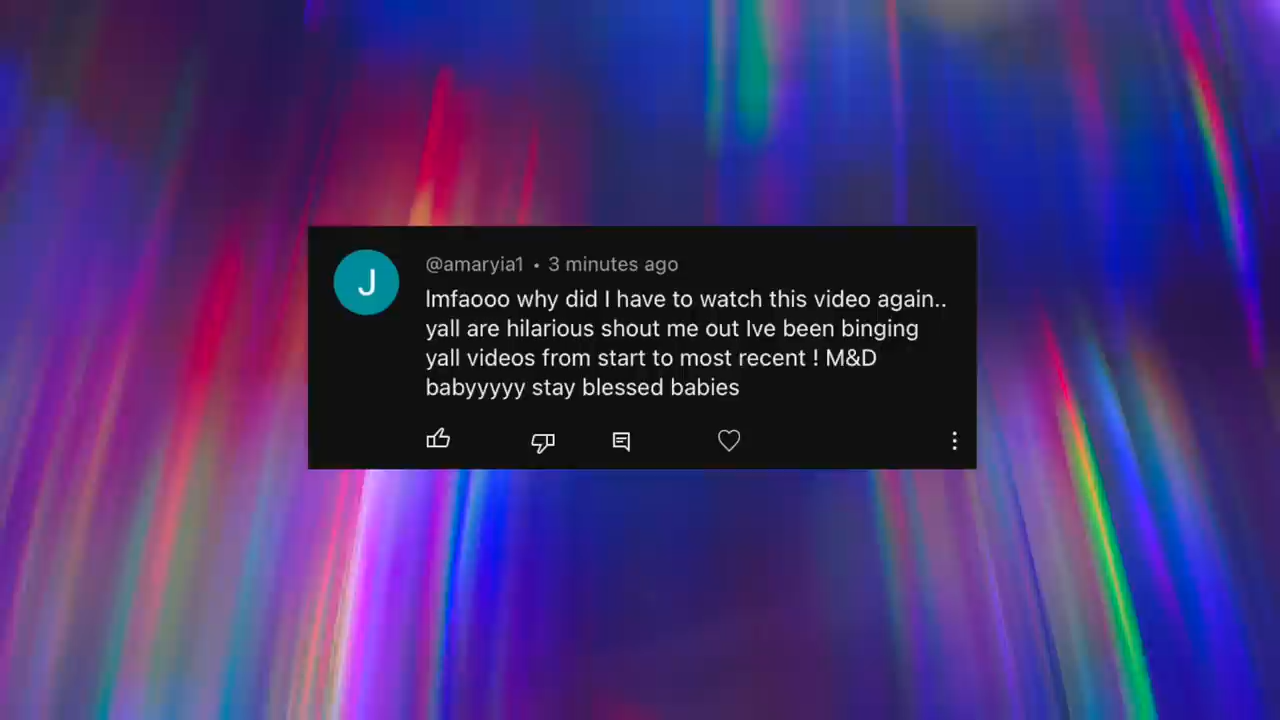 J
@amaryia1 • 3 minutes ago
lmfaooo why did I have to watch this video again..
yall are hilarious shout me out Ive been binging
yall videos from start to most recent ! M&D
babyyyyy stay blessed babies